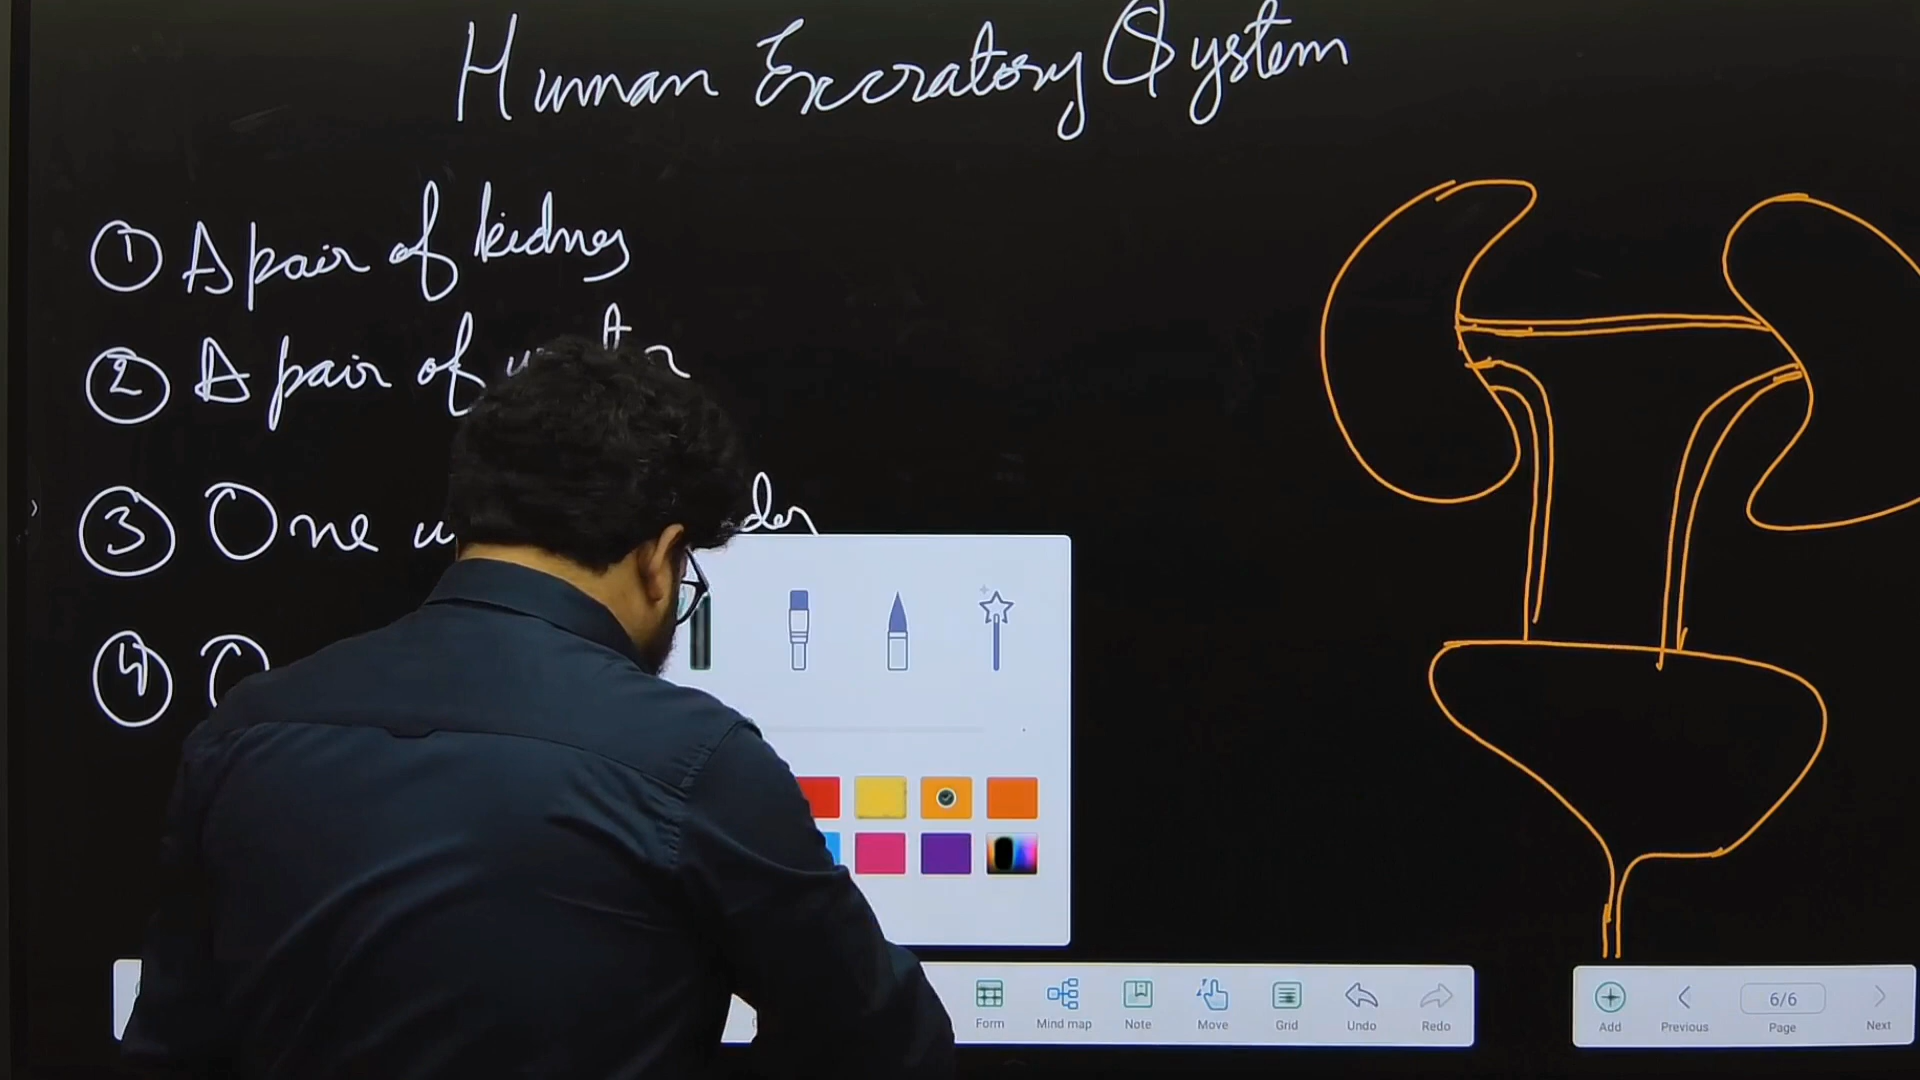 Human Excratory System
① A pair of kidney
② A pair of
③ One
④
Form Mind map Note Move Grid Undo Redo
Add Previous 6/6 Page Next